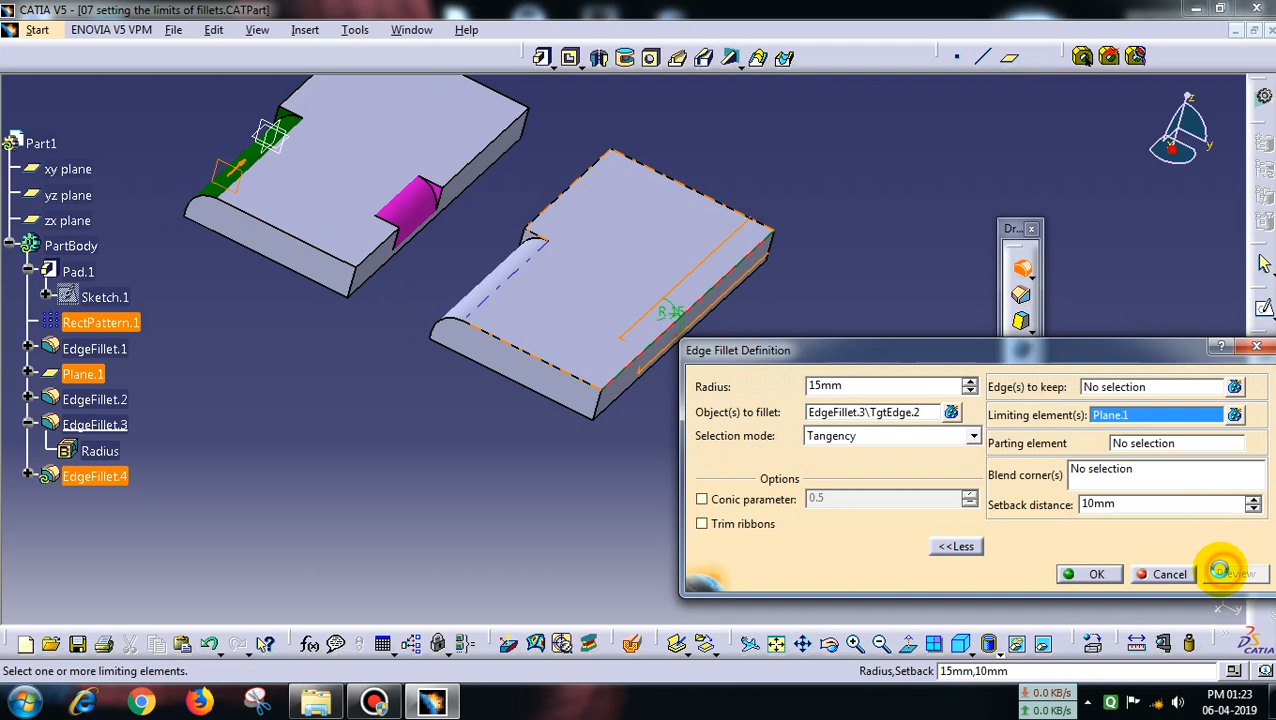 CATIA V5 - [07 setting the limits of fillets.CATPart]
Start ENOVIA V5 VPM File Edit View Insert Tools Window Help
z
y
Part1
xy plane
yz plane
zx plane
PartBody
Pad.1
Sketch.1
RectPattern.1
EdgeFillet.1
Plane.1
EdgeFillet.2
EdgeFillet.3
Radius
EdgeFillet.4
R 15
Dr...
Edge Fillet Definition
Radius: 15mm
Object(s) to fillet: EdgeFillet.3\TgtEdge.2
Selection mode: Tangency
Options
Conic parameter: 0.5
Trim ribbons
<<Less
Edge(s) to keep: No selection
Limiting element(s): Plane.1
Parting element No selection
Blend corner(s) No selection
Setback distance: 10mm
OK Cancel Preview
f(x)
CATIA
Select one or more limiting elements.
Radius,Setback 15mm,10mm
0.0 KB/s
0.0 KB/s
PM 01:23
06-04-2019